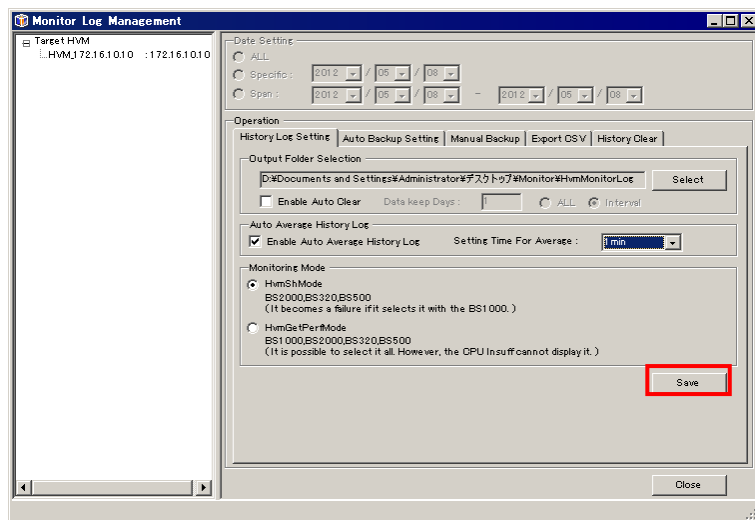 Monitor Log Management
Target HVM
HVM_172.16.10.10 : 172.16.10.10
Date Setting
ALL
Specific : 2012 / 05 / 08
Span : 2012 / 05 / 08 - 2012 / 05 / 08
Operation
History Log Setting Auto Backup Setting Manual Backup Export CSV History Clear
Output Folder Selection
D:¥Documents and Settings¥Administrator¥デスクトップ¥Monitor¥HvmMonitorLog Select
Enable Auto Clear Data keep Days : 1 ALL Interval
Auto Average History Log
Enable Auto Average History Log Setting Time For Average : 1 min
Monitoring Mode
HvmShMode
BS2000,BS320,BS500
( It becomes a failure if it selects it with the BS1000. )
HvmGetPerfMode
BS1000,BS2000,BS320,BS500
( It is possible to select it all. However, the CPU Insuff cannot display it. )
Save
Close